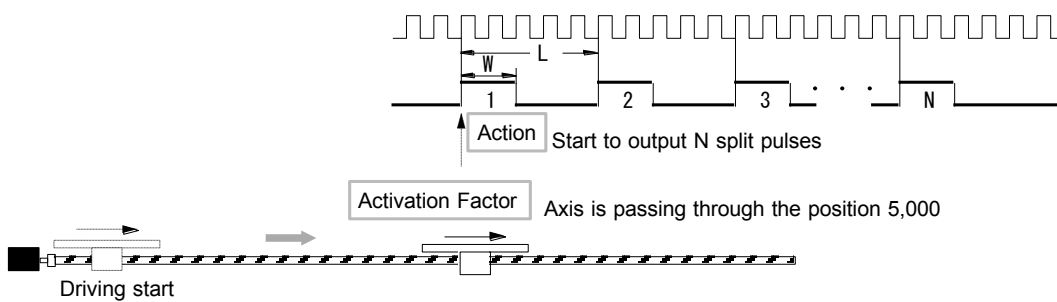 L
W
1 2 3 . . . N
Action Start to output N split pulses
Activation Factor Axis is passing through the position 5,000
Driving start